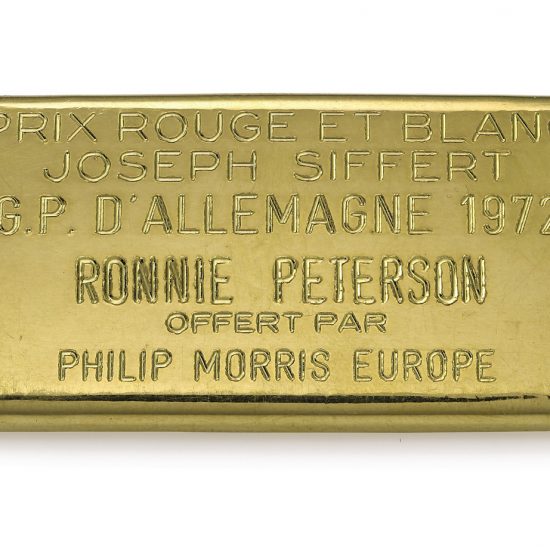 PRIX ROUGE ET BLANC
JOSEPH SIFFERT
G.P. D'ALLEMAGNE 1972
RONNIE PETERSON
OFFERT PAR
PHILIP MORRIS EUROPE